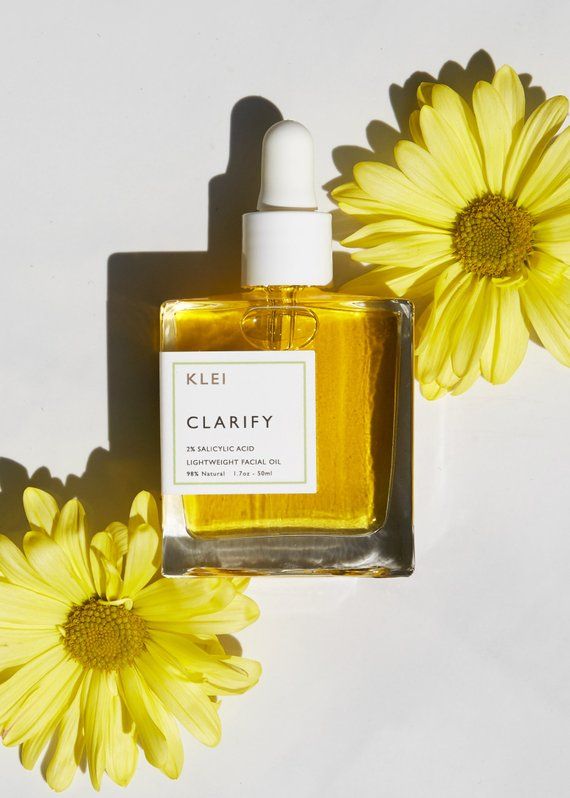 KLEI
CLARIFY
2% SALICYLIC ACID
LIGHTWEIGHT FACIAL OIL
98% Natural 1.7oz - 50ml